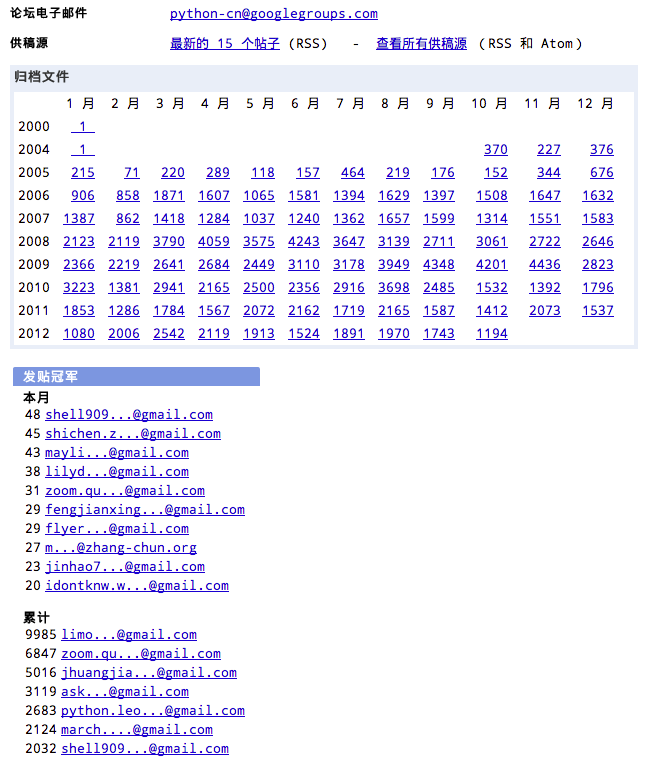 论坛电子邮件 python-cn@googlegroups.com
供稿源 最新的 15 个帖子 (RSS) - 查看所有供稿源 (RSS 和 Atom)
归档文件
1 月 2 月 3 月 4 月 5 月 6 月 7 月 8 月 9 月 10 月 11 月 12 月
2000 1
2004 1 370 227 376
2005 215 71 220 289 118 157 464 219 176 152 344 676
2006 906 858 1871 1607 1065 1581 1394 1629 1397 1508 1647 1632
2007 1387 862 1418 1284 1037 1240 1362 1657 1599 1314 1551 1583
2008 2123 2119 3790 4059 3575 4243 3647 3139 2711 3061 2722 2646
2009 2366 2219 2641 2684 2449 3110 3178 3949 4348 4201 4436 2823
2010 3223 1381 2941 2165 2500 2356 2916 3698 2485 1532 1392 1796
2011 1853 1286 1784 1567 2072 2162 1719 2165 1587 1412 2073 1537
2012 1080 2006 2542 2119 1913 1524 1891 1970 1743 1194
发贴冠军
本月
48 shell909...@gmail.com
45 shichen.z...@gmail.com
43 mayli...@gmail.com
38 lilyd...@gmail.com
31 zoom.qu...@gmail.com
29 fengjianxing...@gmail.com
29 flyer...@gmail.com
27 m...@zhang-chun.org
23 jinhao7...@gmail.com
20 idontknw.w...@gmail.com
累计
9985 limo...@gmail.com
6847 zoom.qu...@gmail.com
5016 jhuangjia...@gmail.com
3119 ask...@gmail.com
2683 python.leo...@gmail.com
2124 march....@gmail.com
2032 shell909...@gmail.com